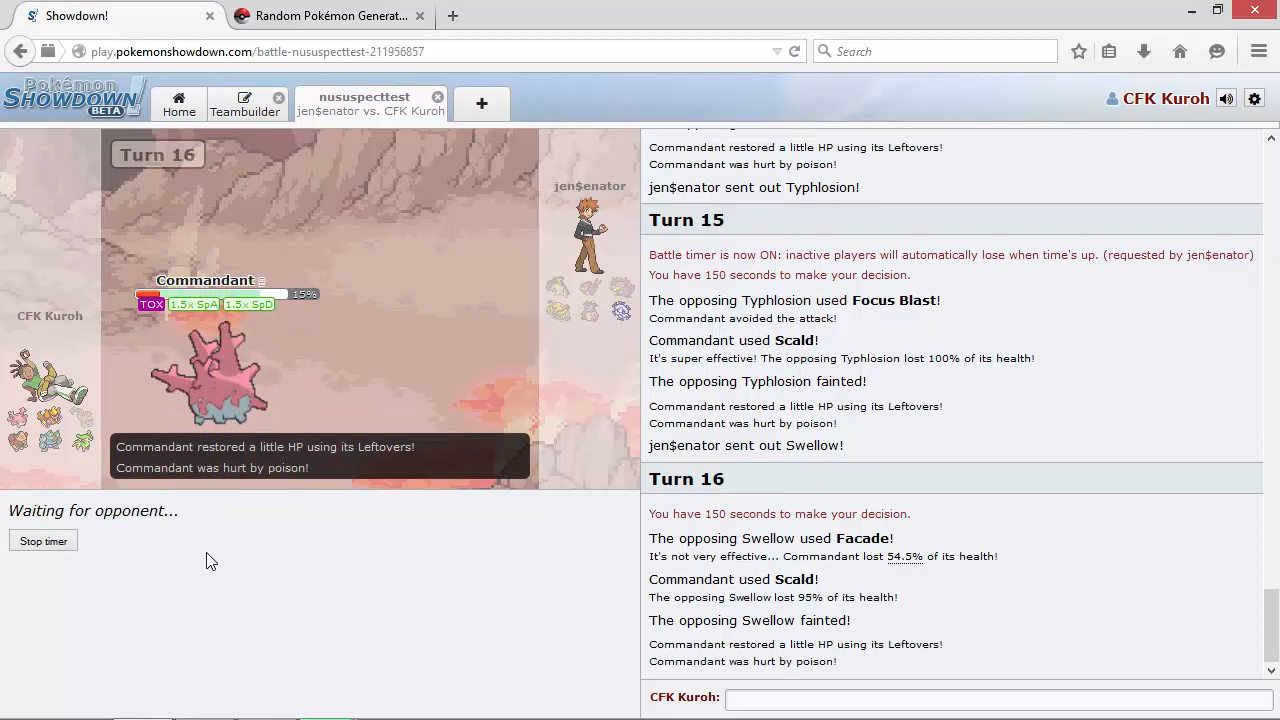 Showdown!
Random Pokémon Generat...
play.pokemonshowdown.com/battle-nususpecttest-211956857
Search
Pokémon
Showdown!
BETA
Home
Teambuilder
nususpecttest
jen$enator vs. CFK Kuroh
CFK Kuroh
Turn 16
jen$enator
Commandant
15%
TOX 1.5x SpA 1.5x SpD
CFK Kuroh
Commandant restored a little HP using its Leftovers!
Commandant was hurt by poison!
Waiting for opponent...
Stop timer
Commandant restored a little HP using its Leftovers!
Commandant was hurt by poison!
jen$enator sent out Typhlosion!
Turn 15
Battle timer is now ON: inactive players will automatically lose when time's up. (requested by jen$enator)
You have 150 seconds to make your decision.
The opposing Typhlosion used Focus Blast!
Commandant avoided the attack!
Commandant used Scald!
It's super effective! The opposing Typhlosion lost 100% of its health!
The opposing Typhlosion fainted!
Commandant restored a little HP using its Leftovers!
Commandant was hurt by poison!
jen$enator sent out Swellow!
Turn 16
You have 150 seconds to make your decision.
The opposing Swellow used Facade!
It's not very effective... Commandant lost 54.5% of its health!
Commandant used Scald!
The opposing Swellow lost 95% of its health!
The opposing Swellow fainted!
Commandant restored a little HP using its Leftovers!
Commandant was hurt by poison!
CFK Kuroh: